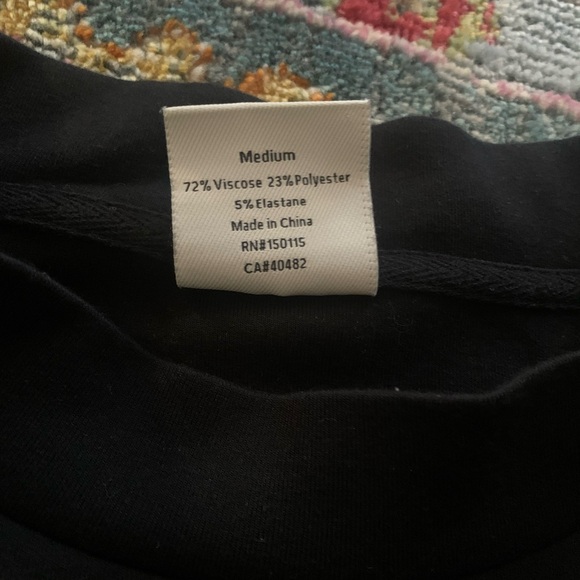 Medium
72% Viscose 23% Polyester
5% Elastane
Made in China
RN#150115
CA#40482